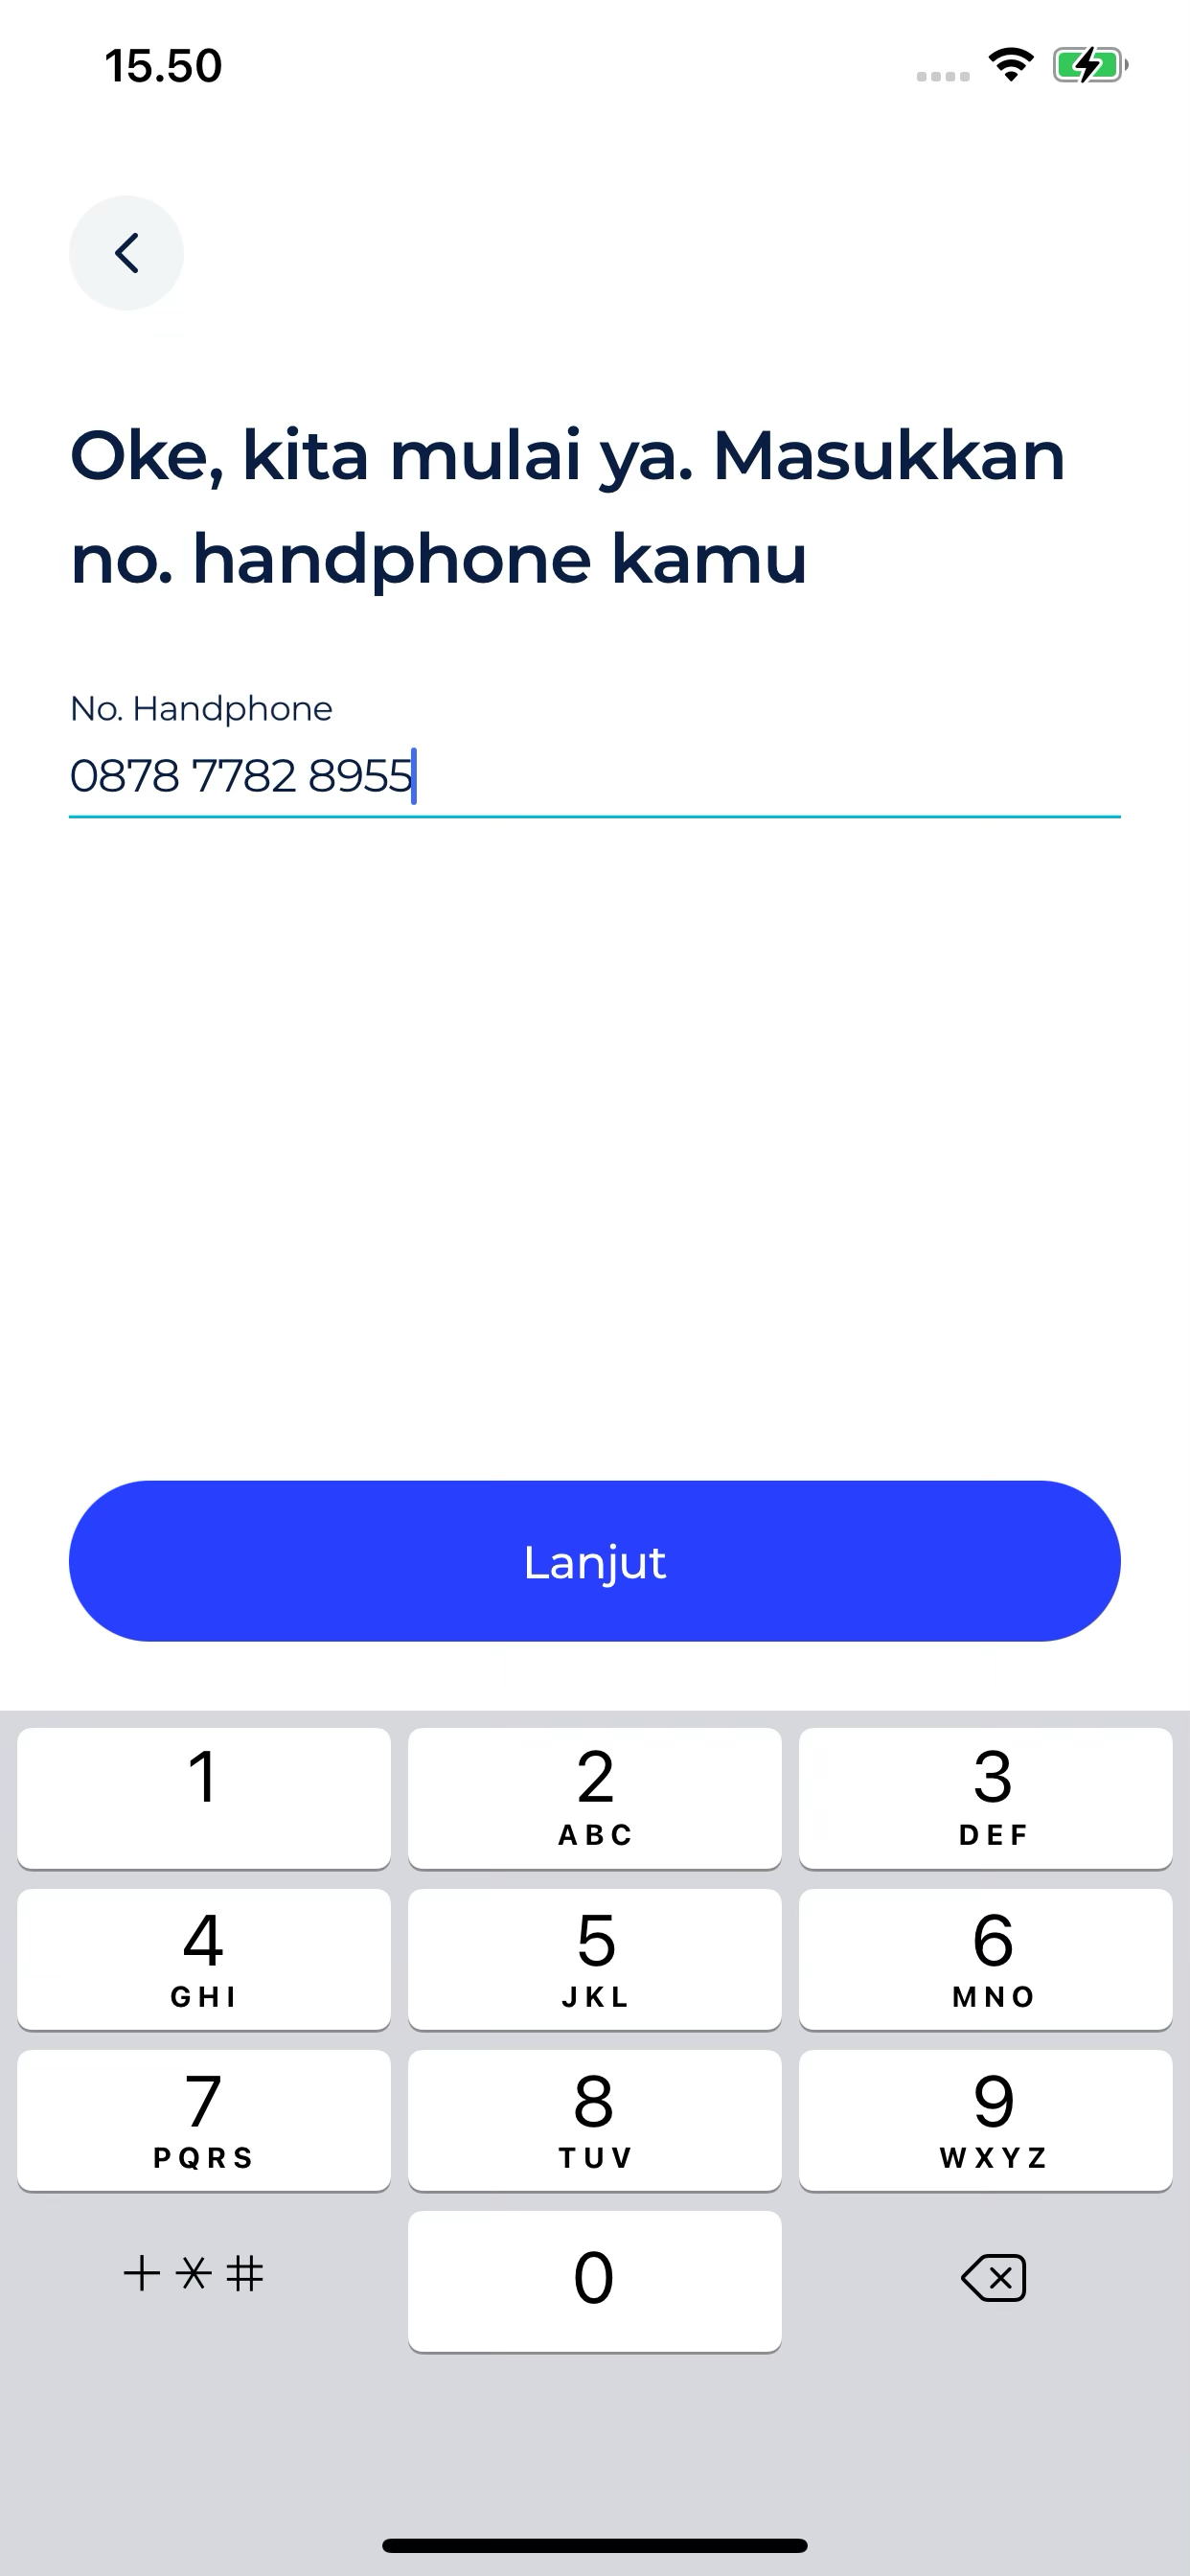 15.50
Oke, kita mulai ya. Masukkan
no. handphone kamu
No. Handphone
0878 7782 8955
Lanjut
1
2
ABC
3
DEF
4
GHI
5
JKL
6
MNO
7
PQRS
8
TUV
9
WXYZ
+*#
0